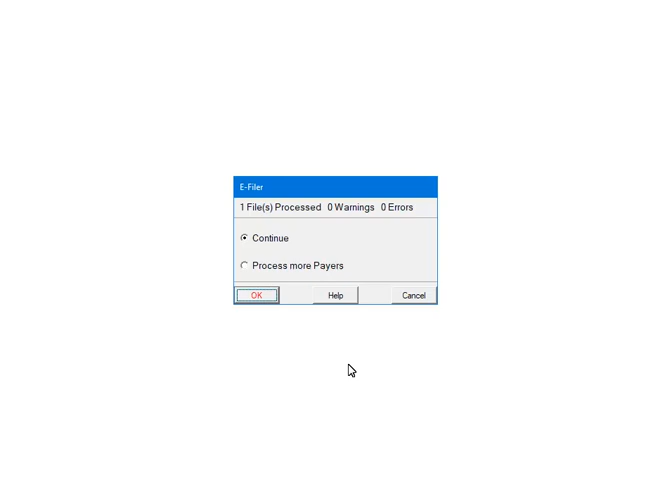 E-Filer
1 File(s) Processed 0 Warnings 0 Errors
Continue
Process more Payers
OK Help Cancel